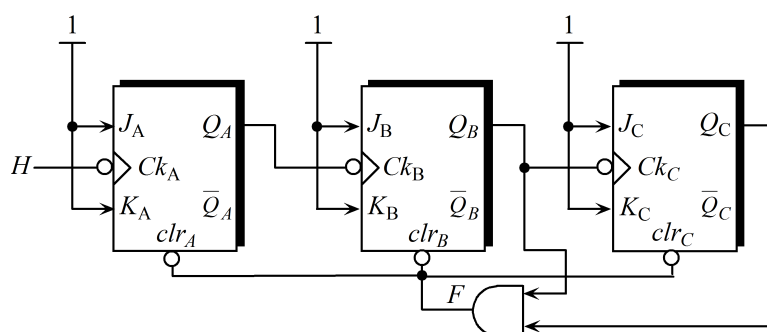 1 1 1
J_A Q_A J_B Q_B J_C Q_C
H Ck_A Ck_B Ck_C
K_A Q̅_A K_B Q̅_B K_C Q̅_C
clr_A clr_B clr_C
F